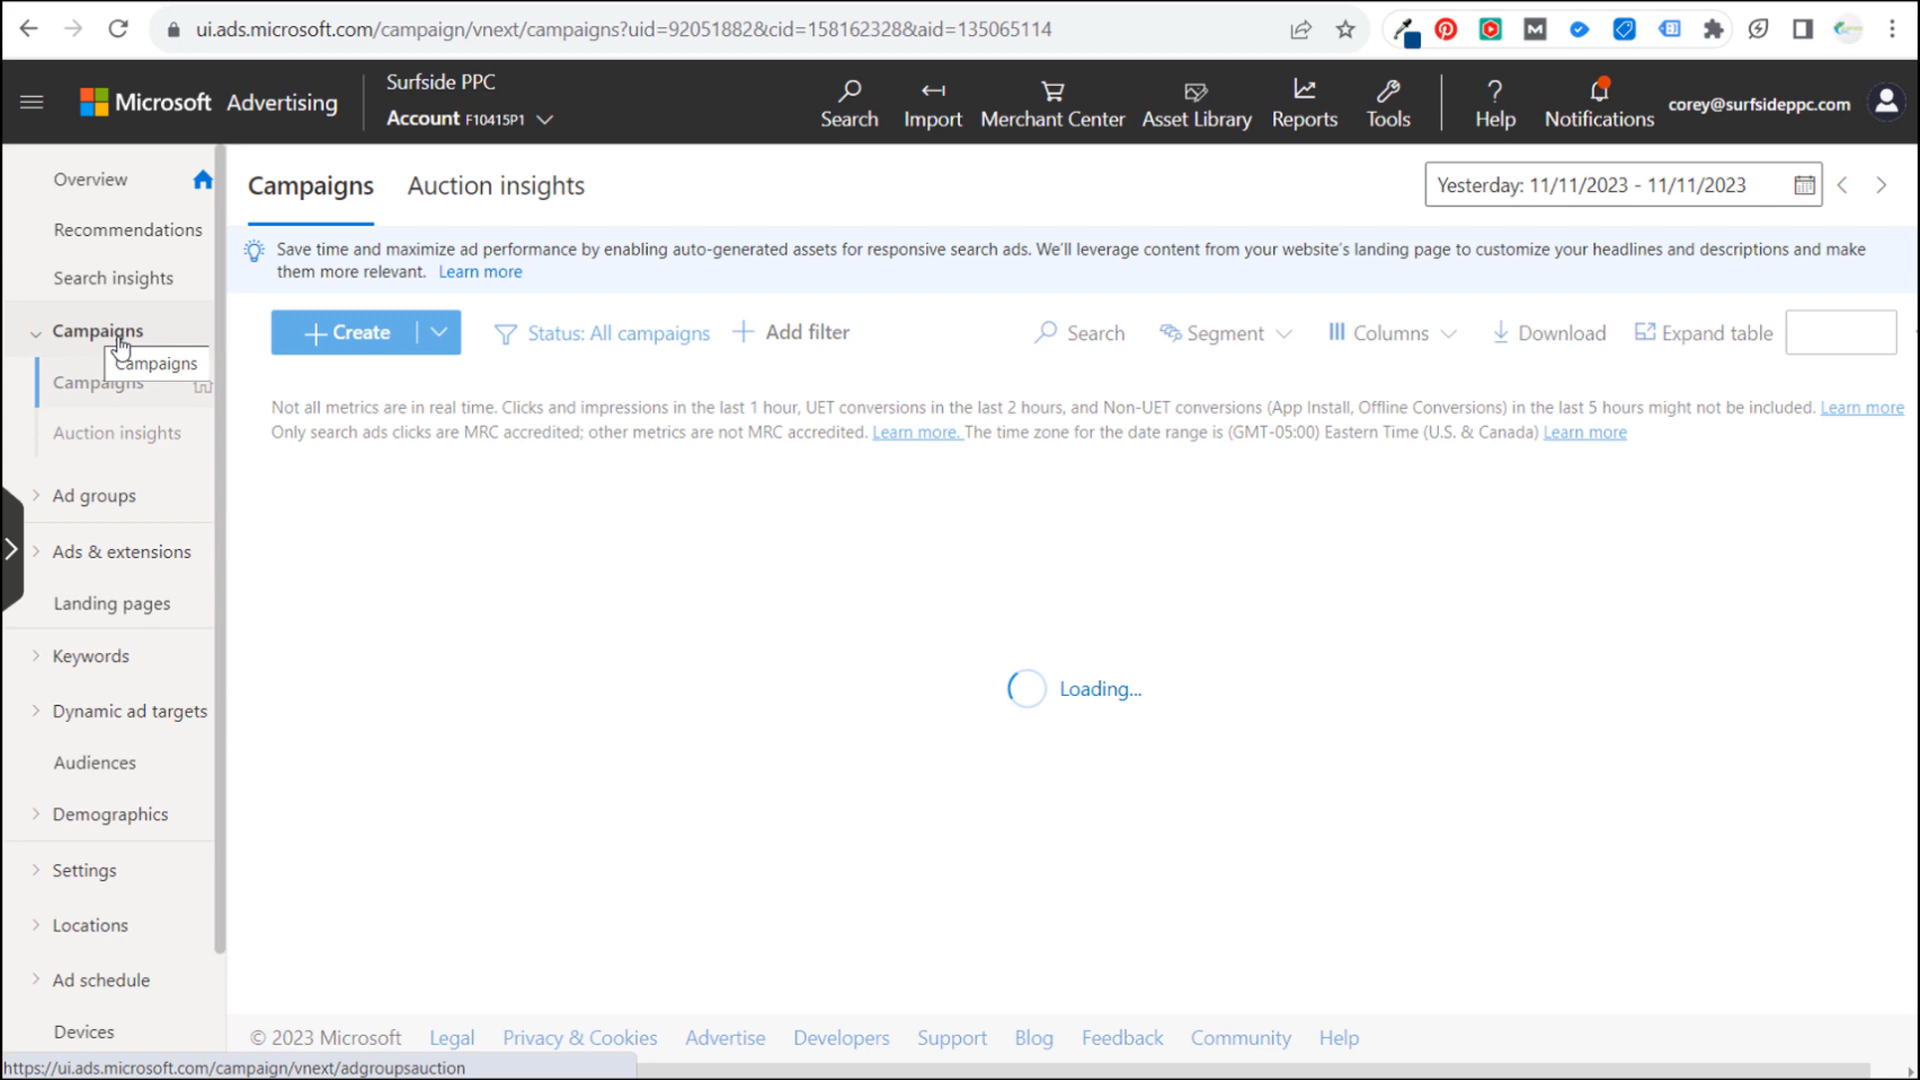 ui.ads.microsoft.com/campaign/vnext/campaigns?uid=92051882&cid=158162328&aid=135065114
Microsoft Advertising
Surfside PPC
Account F10415P1
Search
Import
Merchant Center
Asset Library
Reports
Tools
Help
Notifications
corey@surfsideppc.com
Overview
Recommendations
Search insights
Campaigns
Campaigns
Campaigns
Auction insights
Ad groups
Ads & extensions
Landing pages
Keywords
Dynamic ad targets
Audiences
Demographics
Settings
Locations
Ad schedule
Devices
Campaigns
Auction insights
Yesterday: 11/11/2023 - 11/11/2023
Save time and maximize ad performance by enabling auto-generated assets for responsive search ads. We'll leverage content from your website's landing page to customize your headlines and descriptions and make
them more relevant. Learn more
Create
Status: All campaigns
Add filter
Search
Segment
Columns
Download
Expand table
Not all metrics are in real time. Clicks and impressions in the last 1 hour, UET conversions in the last 2 hours, and Non-UET conversions (App Install, Offline Conversions) in the last 5 hours might not be included. Learn more
Only search ads clicks are MRC accredited; other metrics are not MRC accredited. Learn more. The time zone for the date range is (GMT-05:00) Eastern Time (U.S. & Canada) Learn more
Loading...
© 2023 Microsoft Legal Privacy & Cookies Advertise Developers Support Blog Feedback Community Help
https://ui.ads.microsoft.com/campaign/vnext/adgroupsauction